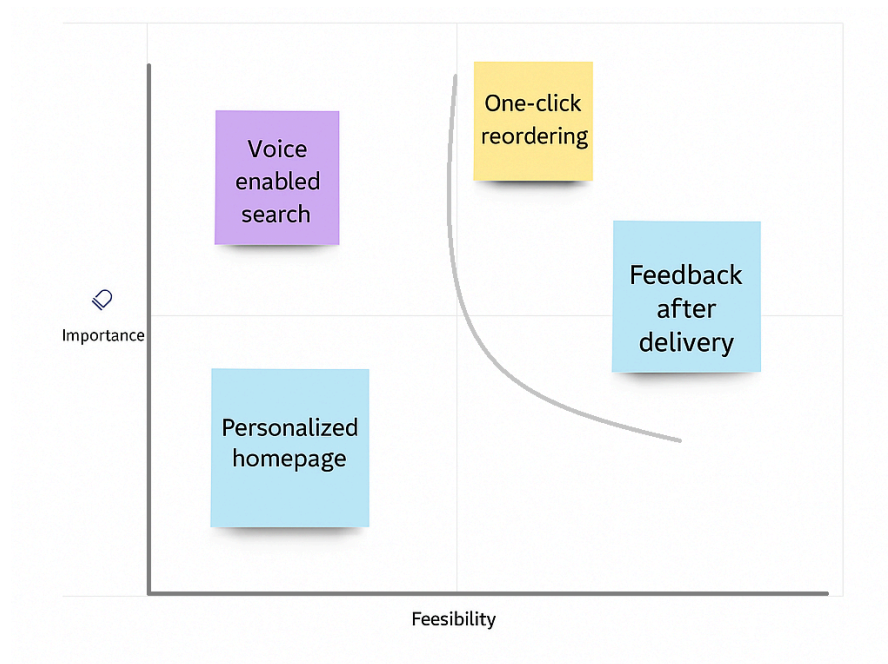 One-click
reordering
Voice
enabled
search
Feedback
after
delivery
Importance
Personalized
homepage
Feesibility